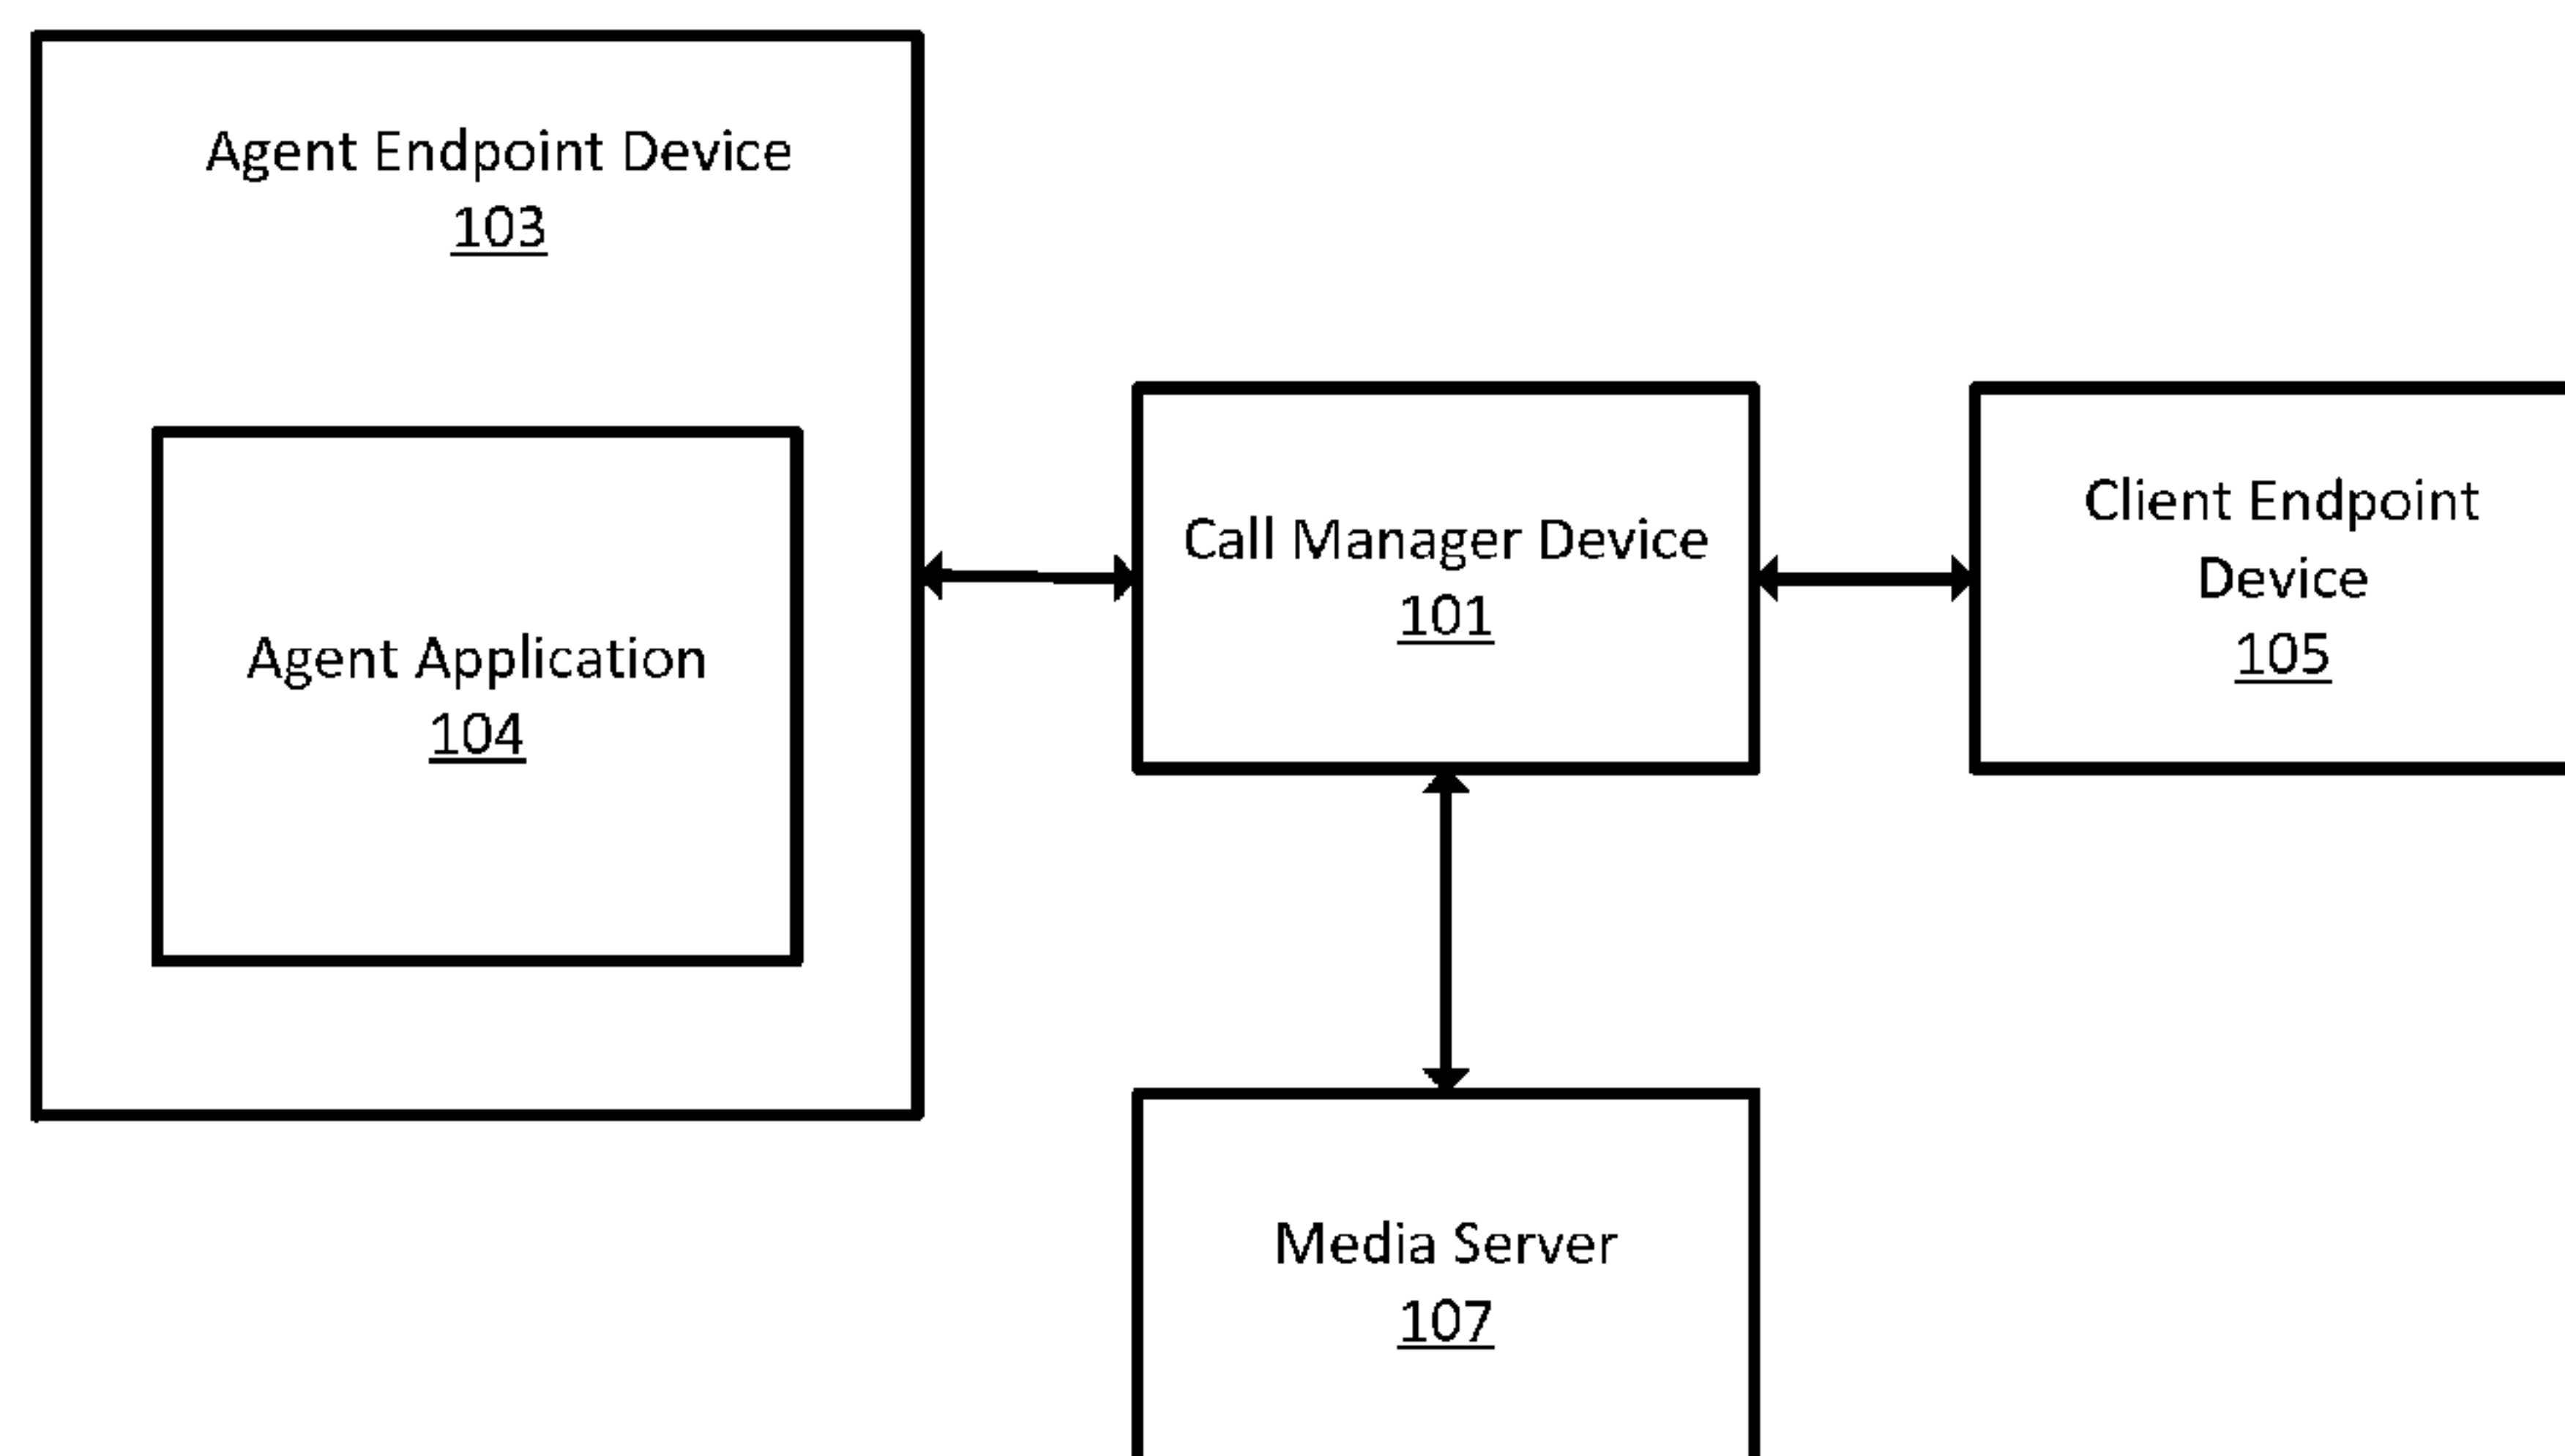 Agent Endpoint Device
103
Agent Application
104
Call Manager Device
101
Client Endpoint
Device
105
Media Server
107